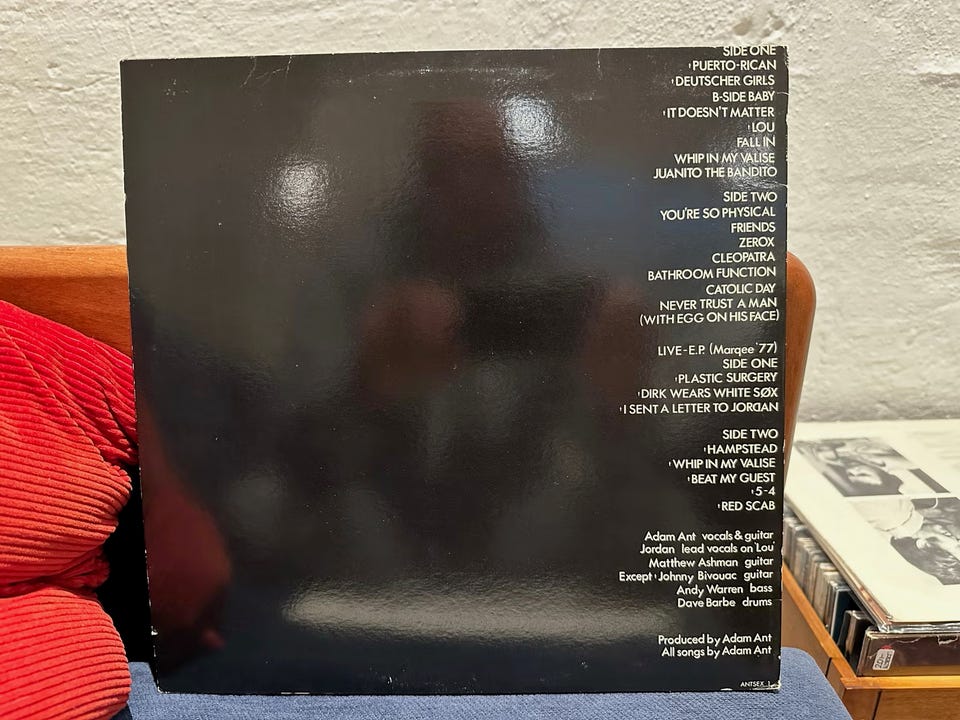 SIDE ONE
'PUERTO-RICAN
'DEUTSCHER GIRLS
B-SIDE BABY
'IT DOESN'T MATTER
'LOU
FALL IN
WHIP IN MY VALISE
JUANITO THE BANDITO
SIDE TWO
YOU'RE SO PHYSICAL
FRIENDS
ZEROX
CLEOPATRA
BATHROOM FUNCTION
CATOLIC DAY
NEVER TRUST A MAN
(WITH EGG ON HIS FACE)
LIVE-E.P. (Marqee '77)
SIDE ONE
'PLASTIC SURGERY
'DIRK WEARS WHITE SØX
'I SENT A LETTER TO JORDAN
SIDE TWO
'HAMPSTEAD
'WHIP IN MY VALISE
'BEAT MY GUEST
'5-4
'RED SCAB
Adam Ant vocals & guitar
Jordan lead vocals on 'Lou'
Matthew Ashman guitar
Except ' Johnny Bivouac guitar
Andy Warren bass
Dave Barbe drums
Produced by Adam Ant
All songs by Adam Ant
ANTSEX_1